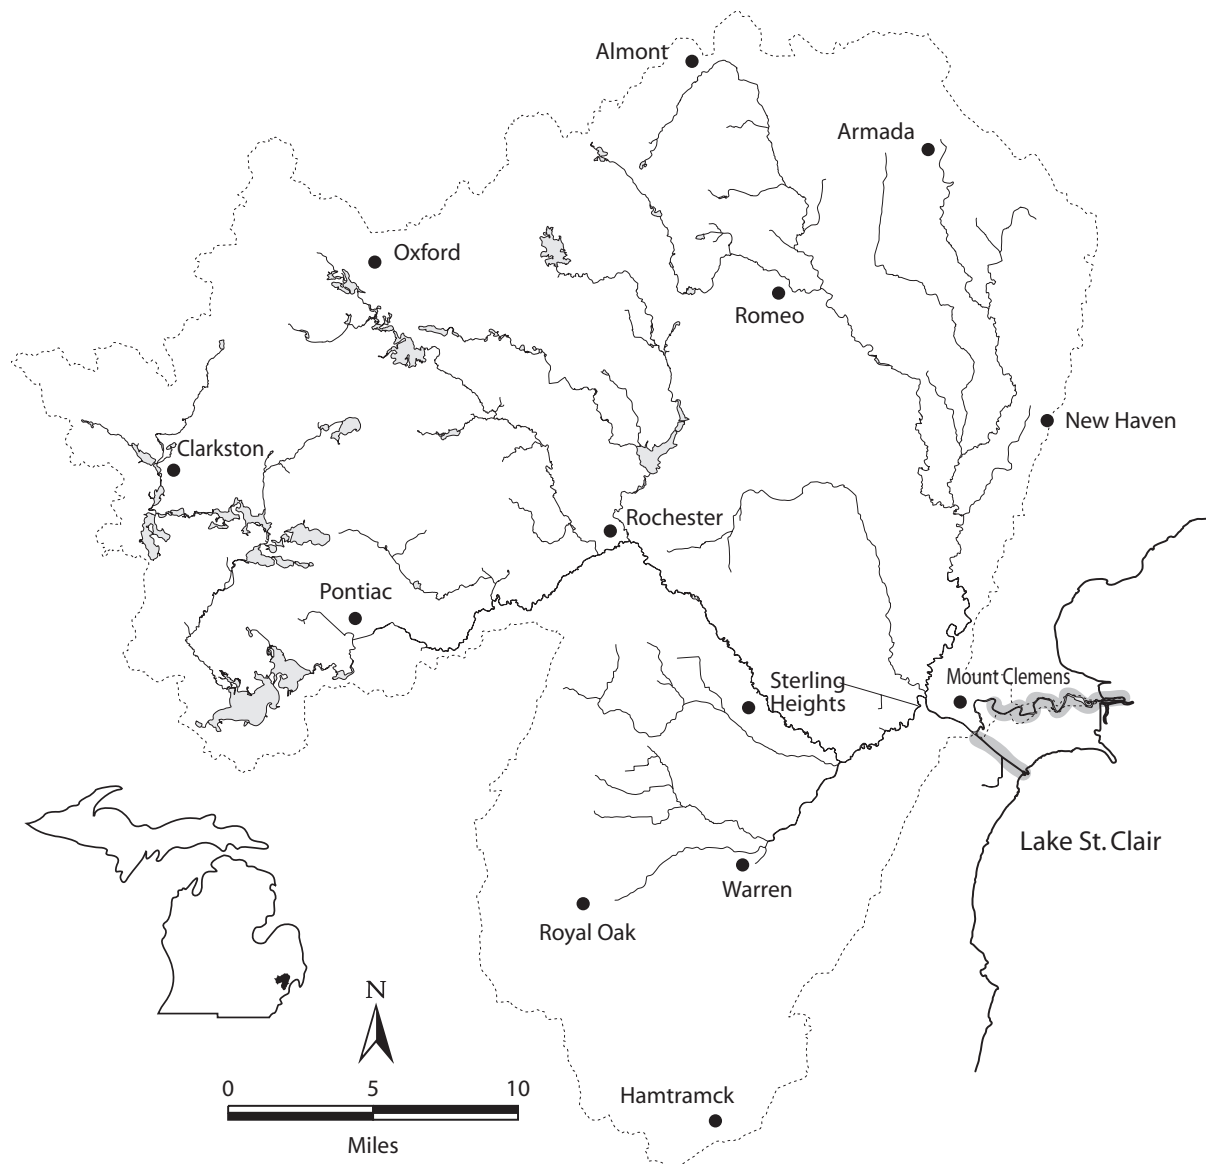 Almont
Armada
Oxford
Romeo
New Haven
Clarkston
Rochester
Pontiac
Mount Clemens
Sterling
Heights
Lake St. Clair
Warren
Royal Oak
N
0 5 10
Miles
Hamtramck